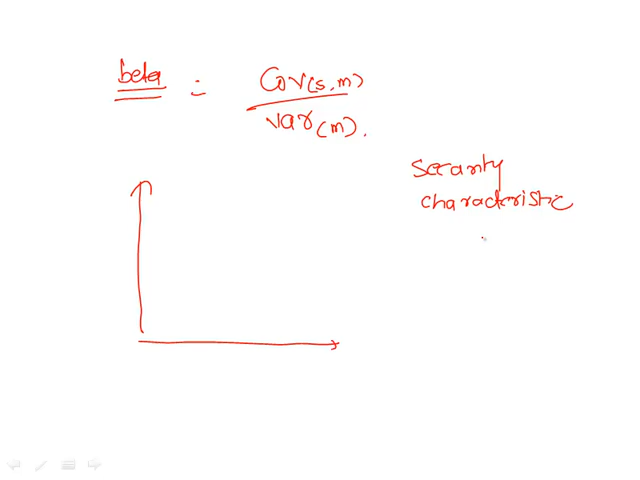 beta = Cov(s,m)
var(m).
Security
characteristic